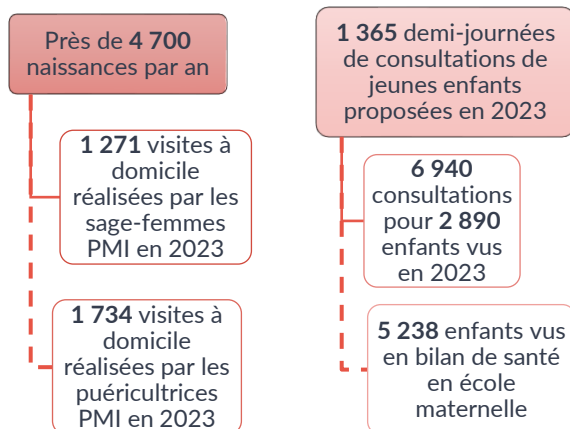 Près de 4 700
naissances par an
1 271 visites à
domicile
réalisées par les
sage-femmes
PMI en 2023
1 734 visites à
domicile
réalisées par les
puéricultrices
PMI en 2023
1 365 demi-journées
de consultations de
jeunes enfants
proposées en 2023
6 940
consultations
pour 2 890
enfants vus
en 2023
5 238 enfants vus
en bilan de santé
en école
maternelle